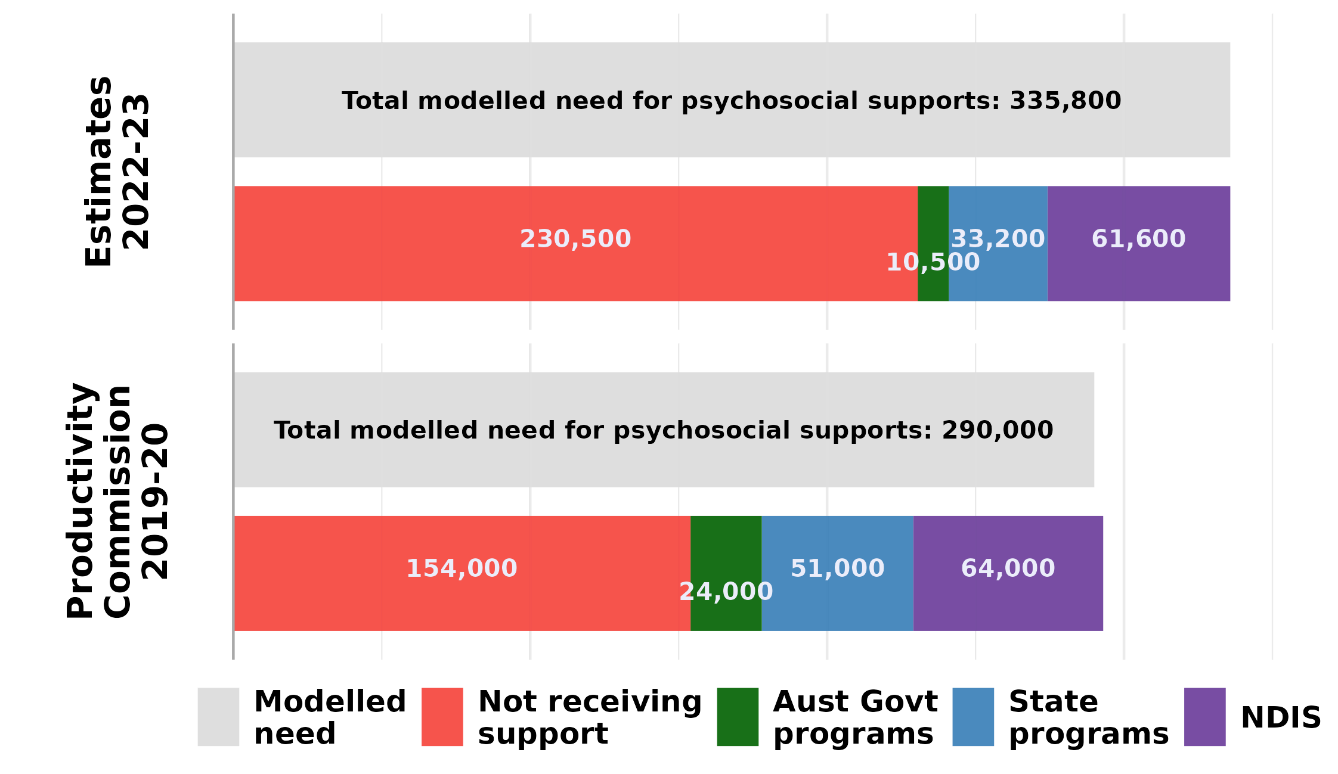 Estimates
2022-23
Total modelled need for psychosocial supports: 335,800
230,500
10,500
33,200
61,600
Productivity
Commission
2019-20
Total modelled need for psychosocial supports: 290,000
154,000
24,000
51,000
64,000
Modelled
need
Not receiving
support
Aust Govt
programs
State
programs
NDIS